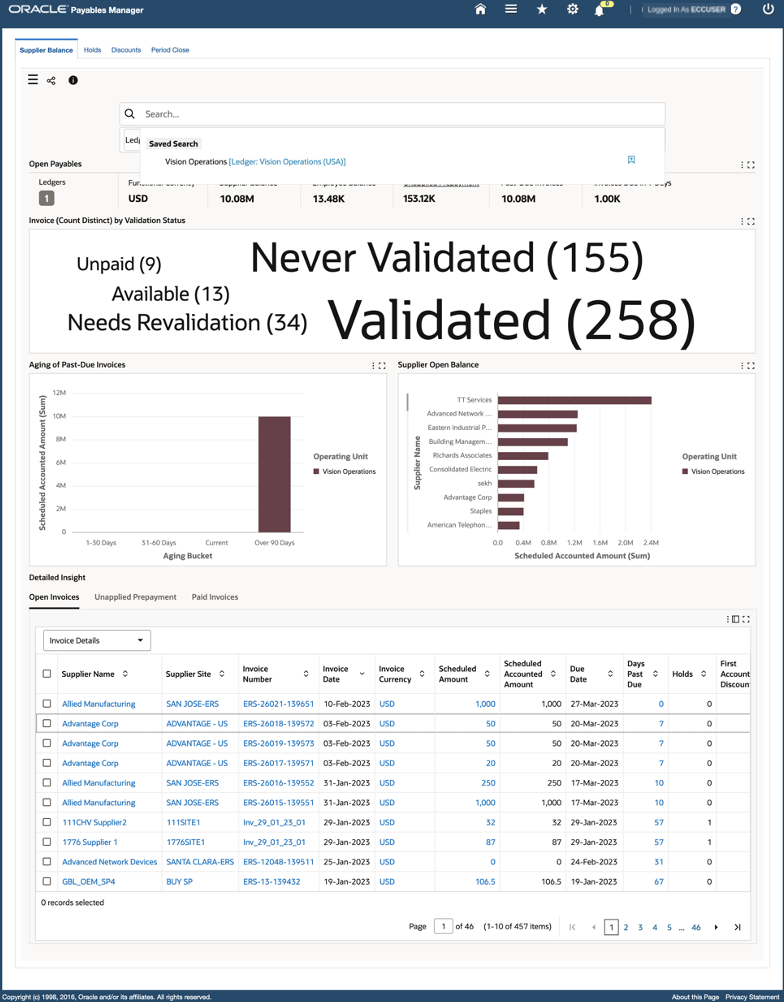 ORACLE Payables Manager
6
Logged In As ECCUSER ?
Supplier Balance Holds Discounts Period Close
Search...
Led
Saved Search
Vision Operations [Ledger: Vision Operations (USA)]
Open Payables
Ledgers
1
USD 10.08M 13.48K 153.12K 10.08M 1.00K
Invoice (Count Distinct) by Validation Status
Unpaid (9)
Never Validated (155)
Available (13)
Needs Revalidation (34)
Validated (258)
Aging of Past-Due Invoices
Scheduled Accounted Amount (Sum)
12M
10M
8M
6M
4M
2M
0
1-30 Days 31-60 Days Current Over 90 Days
Aging Bucket
Operating Unit
Vision Operations
Supplier Open Balance
Supplier Name
TT Services
Advanced Network ...
Eastern Industrial P...
Building Managem...
Richards Associates
Consolidated Electric
sekh
Advantage Corp
Staples
American Telephon...
0.0 0.4M 0.8M 1.2M 1.6M 2.0M 2.4M
Scheduled Accounted Amount (Sum)
Operating Unit
Vision Operations
Detailed Insight
Open Invoices Unapplied Prepayment Paid Invoices
Invoice Details
Supplier Name Supplier Site Invoice Number Invoice Date Invoice Currency Scheduled Amount Scheduled Accounted Amount Due Date Days Past Due Holds First Account Discoun
Allied Manufacturing SAN JOSE-ERS ERS-26021-139651 10-Feb-2023 USD 1,000 1,000 27-Mar-2023 0 0
Advantage Corp ADVANTAGE - US ERS-26018-139572 03-Feb-2023 USD 50 50 20-Mar-2023 7 0
Advantage Corp ADVANTAGE - US ERS-26019-139573 03-Feb-2023 USD 50 50 20-Mar-2023 7 0
Advantage Corp ADVANTAGE - US ERS-26017-139571 03-Feb-2023 USD 20 20 20-Mar-2023 7 0
Allied Manufacturing SAN JOSE-ERS ERS-26016-139552 31-Jan-2023 USD 250 250 17-Mar-2023 10 0
Allied Manufacturing SAN JOSE-ERS ERS-26015-139551 31-Jan-2023 USD 1,000 1,000 17-Mar-2023 10 0
111CHV Supplier2 111SITE1 Inv_29_01_23_01 29-Jan-2023 USD 32 32 29-Jan-2023 57 1
1776 Supplier 1 1776SITE1 Inv_29_01_23_01 29-Jan-2023 USD 87 87 29-Jan-2023 57 1
Advanced Network Devices SANTA CLARA-ERS ERS-12048-139511 25-Jan-2023 USD 0 0 24-Feb-2023 31 0
GBL_OEM_SP4 BUY SP ERS-13-139432 19-Jan-2023 USD 106.5 106.5 19-Jan-2023 67 0
0 records selected
Page 1 of 46 (1-10 of 457 items) 1 2 3 4 5 ... 46
Copyright (c) 1998, 2016, Oracle and/or its affiliates. All rights reserved.
About this Page Privacy Statement